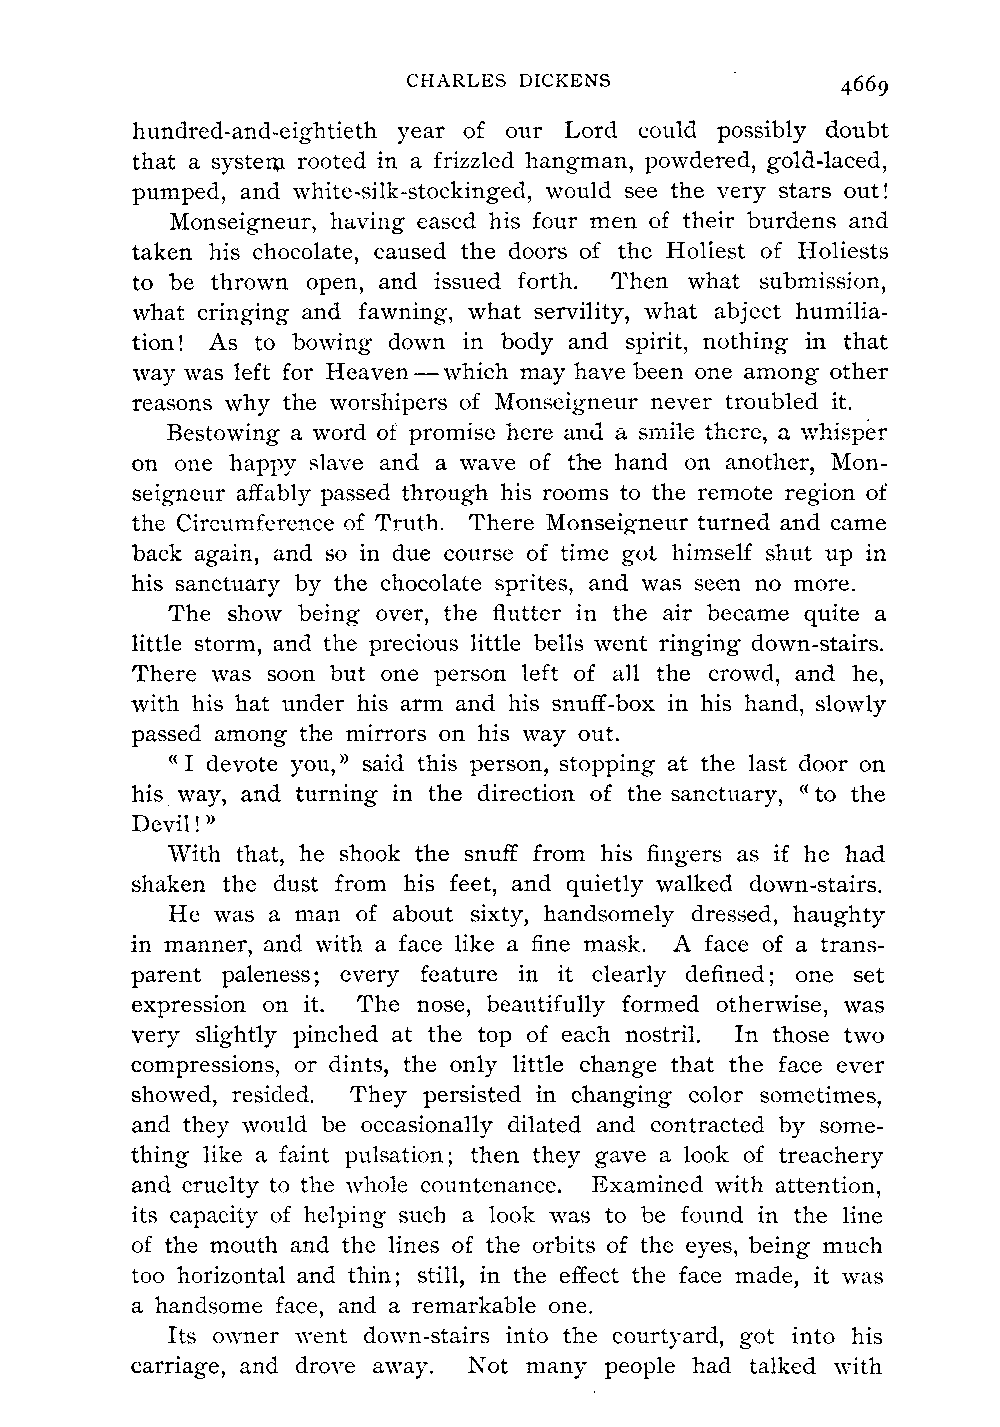 CHARLES DICKENS 4669
hundred-and-eightieth year of our Lord could possibly doubt
that a system rooted in a frizzled hangman, powdered, gold-laced,
pumped, and white-silk-stockinged, would see the very stars out!
Monseigneur, having eased his four men of their burdens and
taken his chocolate, caused the doors of the Holiest of Holiests
to be thrown open, and issued forth. Then what submission,
what cringing and fawning, what servility, what abject humilia-
tion! As to bowing down in body and spirit, nothing in that
way was left for Heaven — which may have been one among other
reasons why the worshipers of Monseigneur never troubled it.
Bestowing a word of promise here and a smile there, a whisper
on one happy slave and a wave of the hand on another, Mon-
seigneur affably passed through his rooms to the remote region of
the Circumference of Truth. There Monseigneur turned and came
back again, and so in due course of time got himself shut up in
his sanctuary by the chocolate sprites, and was seen no more.
The show being over, the flutter in the air became quite a
little storm, and the precious little bells went ringing down-stairs.
There was soon but one person left of all the crowd, and he,
with his hat under his arm and his snuff-box in his hand, slowly
passed among the mirrors on his way out.
«I devote you,» said this person, stopping at the last door on
his way, and turning in the direction of the sanctuary, «to the
Devil!»
With that, he shook the snuff from his fingers as if he had
shaken the dust from his feet, and quietly walked down-stairs.
He was a man of about sixty, handsomely dressed, haughty
in manner, and with a face like a fine mask. A face of a trans-
parent paleness; every feature in it clearly defined; one set
expression on it. The nose, beautifully formed otherwise, was
very slightly pinched at the top of each nostril. In those two
compressions, or dints, the only little change that the face ever
showed, resided. They persisted in changing color sometimes,
and they would be occasionally dilated and contracted by some-
thing like a faint pulsation; then they gave a look of treachery
and cruelty to the whole countenance. Examined with attention,
its capacity of helping such a look was to be found in the line
of the mouth and the lines of the orbits of the eyes, being much
too horizontal and thin; still, in the effect the face made, it was
a handsome face, and a remarkable one.
Its owner went down-stairs into the courtyard, got into his
carriage, and drove away. Not many people had talked with